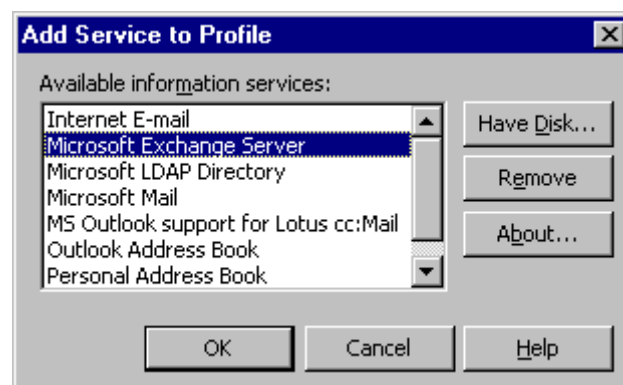 Add Service to Profile
Available information services:
Internet E-mail
Microsoft Exchange Server
Microsoft LDAP Directory
Microsoft Mail
MS Outlook support for Lotus cc:Mail
Outlook Address Book
Personal Address Book
Have Disk...
Remove
About...
OK
Cancel
Help